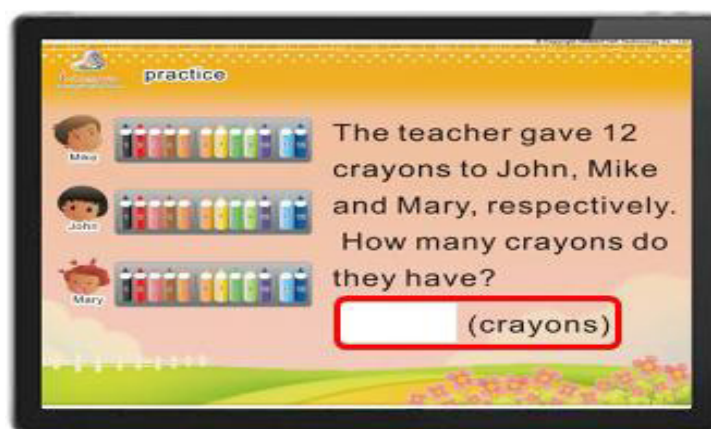 practice
Mike
John
Mary
The teacher gave 12
crayons to John, Mike
and Mary, respectively.
How many crayons do
they have?
(crayons)